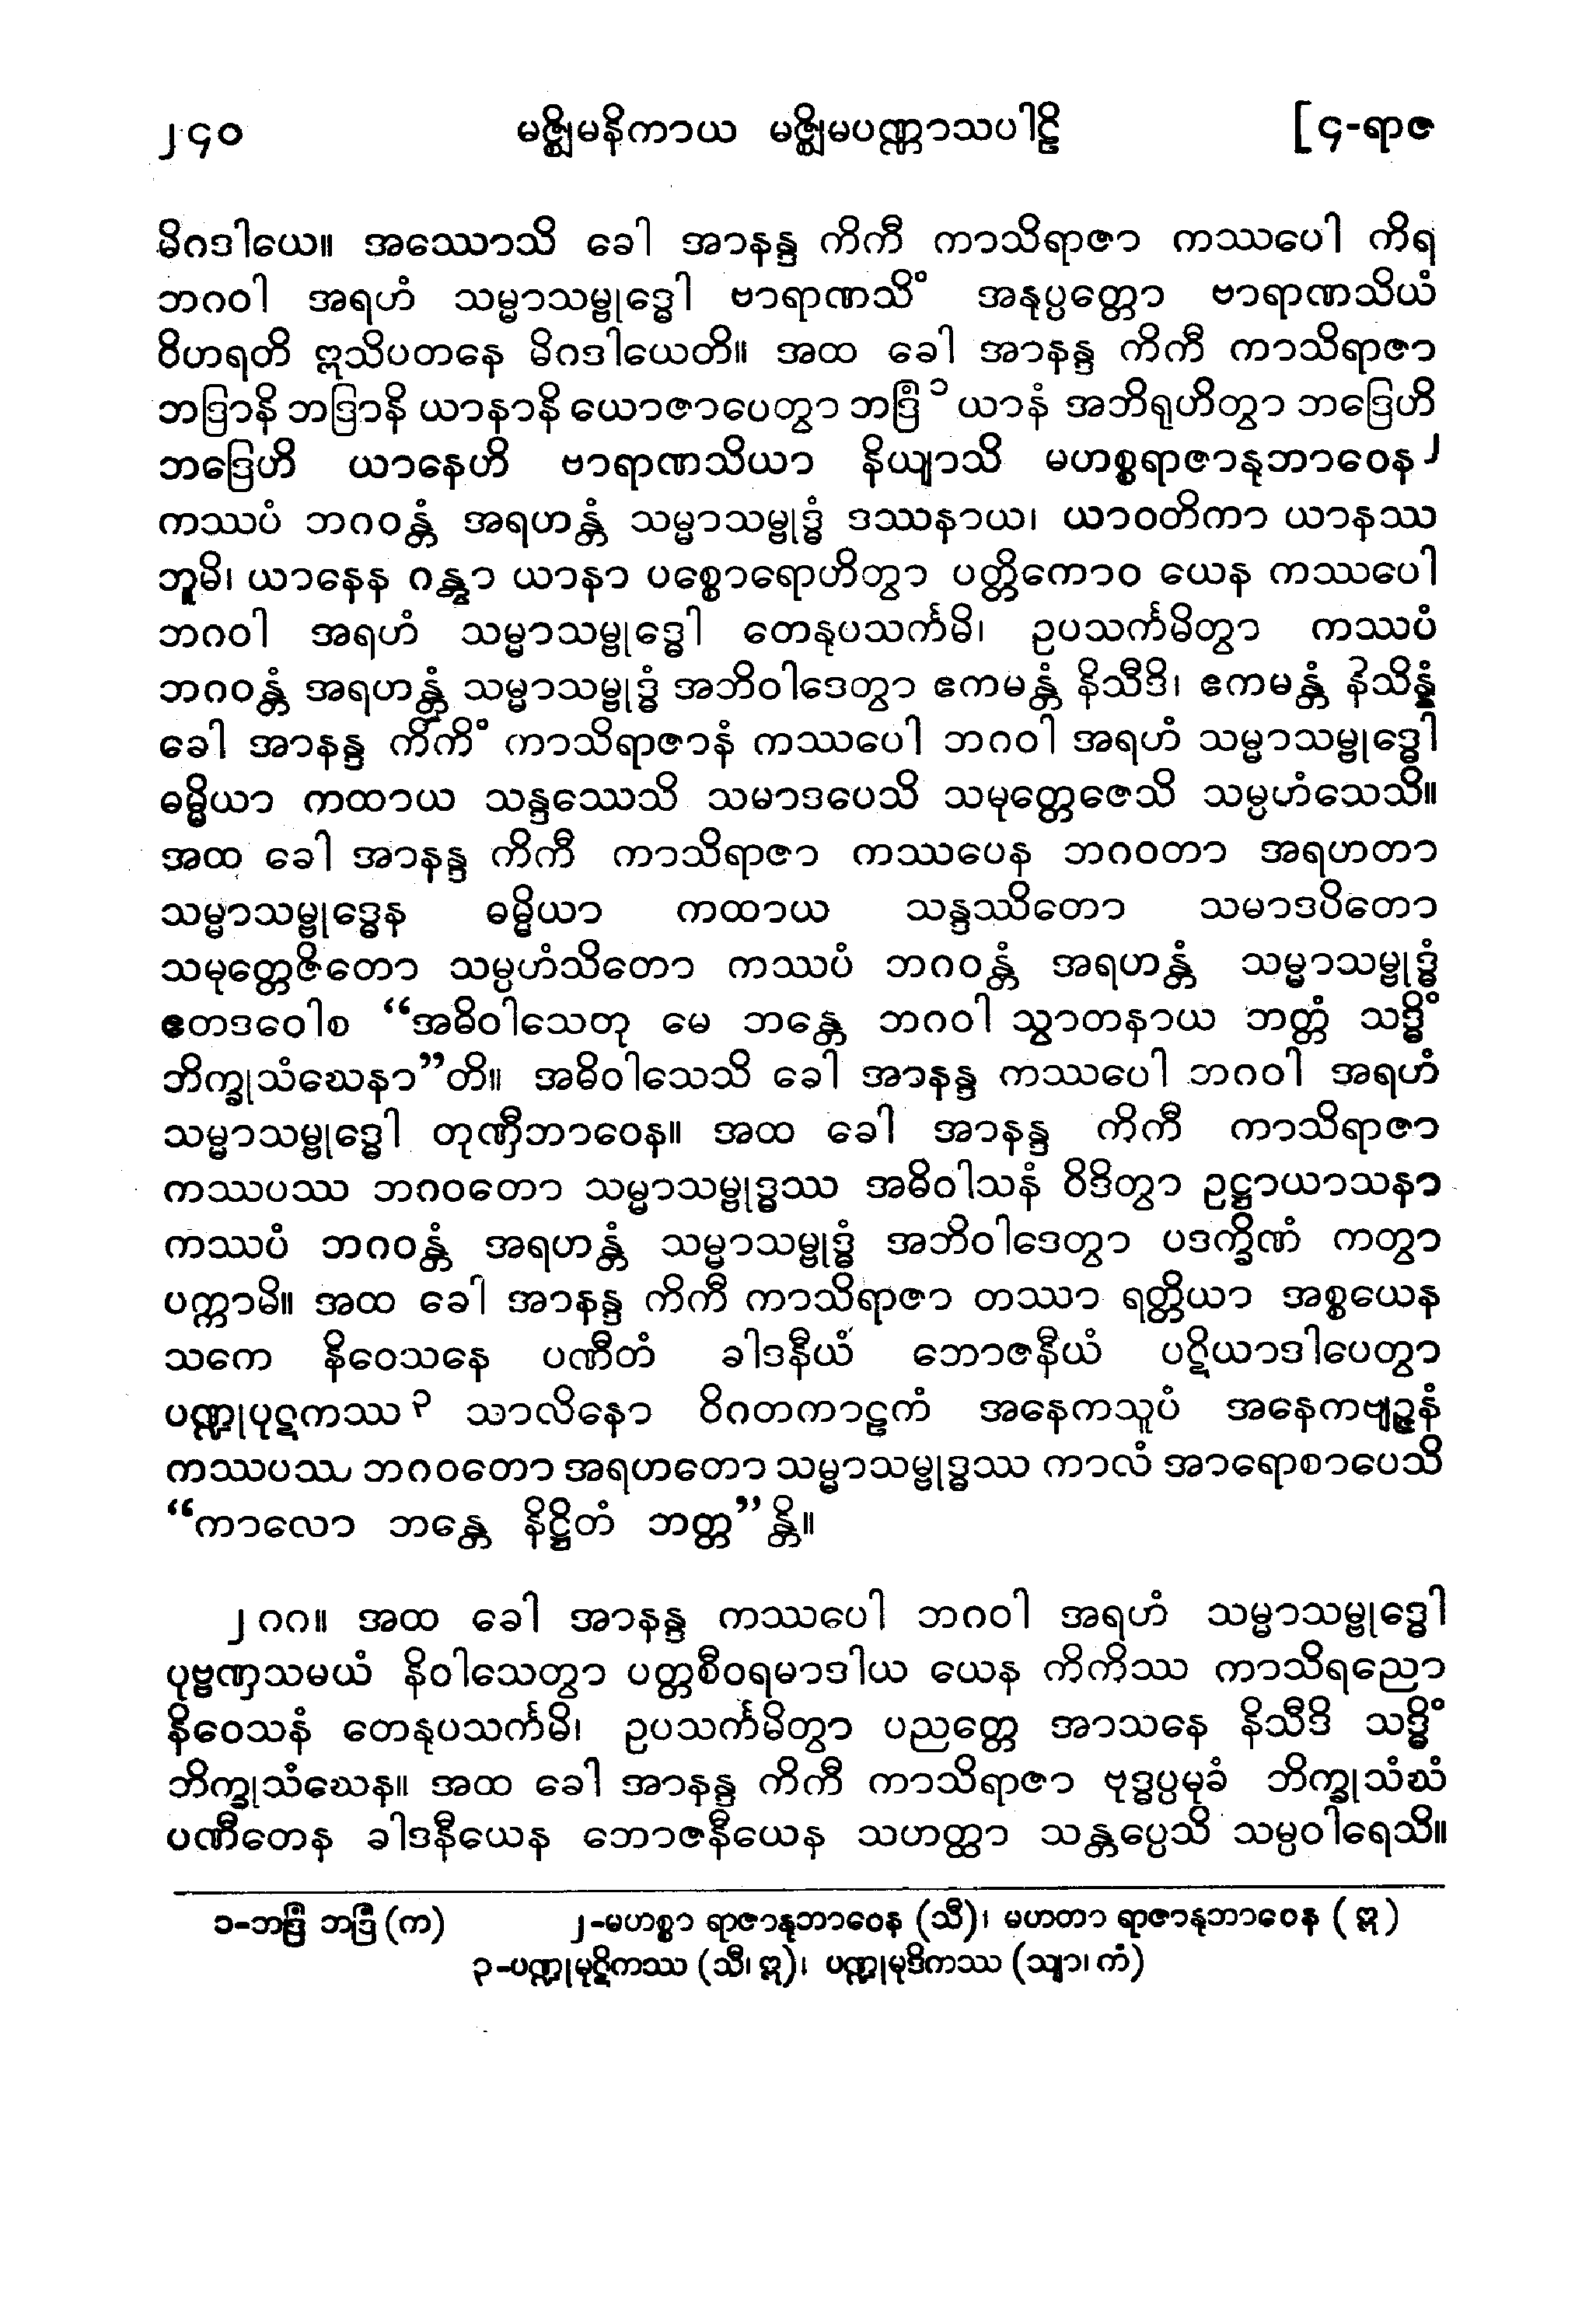 ၂၄၀ မဇ္ဈိမနိကာယ မဇ္ဈိမပဏ္ဏာသပါဠိ [၄-ရာဇ
မိဂဒါယေ။ အဿောသိ ခေါ အာနန္ဒ ကိကီ ကာသိရာဇာ ကဿပေါ ကိရ
ဘဂဝါ အရဟံ သမ္မာသမ္ဗုဒ္ဓေါ ဗာရာဏသိံ အနုပ္ပတ္တော ဗာရာဏသိယံ
ဝိဟရတိ ဣသိပတနေ မိဂဒါယေတိ။ အထ ခေါ အာနန္ဒ ကိကီ ကာသိရာဇာ
ဘဒြာနိ ဘဒြာနိ ယာနာနိ ယောဇာပေတွာ ဘဒြံ ၁ ယာနံ အဘိရုဟိတွာ ဘဒြေဟိ
ဘဒြေဟိ ယာနေဟိ ဗာရာဏသိယာ နိယျာသိ မဟစ္စရာဇာနုဘာဝေန ၂
ကဿပံ ဘဂဝန္တံ အရဟန္တံ သမ္မာသမ္ဗုဒ္ဓံ ဒဿနာယ၊ ယာဝတိကာ ယာနဿ
ဘူမိ၊ ယာနေန ဂန္တွာ ယာနာ ပစ္စောရောဟိတွာ ပတ္တိကောဝ ယေန ကဿပေါ
ဘဂဝါ အရဟံ သမ္မာသမ္ဗုဒ္ဓေါ တေနုပသင်္ကမိ၊ ဥပသင်္ကမိတွာ ကဿပံ
ဘဂဝန္တံ အရဟန္တံ သမ္မာသမ္ဗုဒ္ဓံ အဘိဝါဒေတွာ ဧကမန္တံ နိသီဒိ၊ ဧကမန္တံ နိသိန္နံ
ခေါ အာနန္ဒ ကိကိံ ကာသိရာဇာနံ ကဿပေါ ဘဂဝါ အရဟံ သမ္မာသမ္ဗုဒ္ဓေါ
ဓမ္မိယာ ကထာယ သန္ဒဿေသိ သမာဒပေသိ သမုတ္တေဇေသိ သမ္ပဟံသေသိ။
အထ ခေါ အာနန္ဒ ကိကီ ကာသိရာဇာ ကဿပေန ဘဂဝတာ အရဟတာ
သမ္မာသမ္ဗုဒ္ဓေန ဓမ္မိယာ ကထာယ သန္ဒဿိတော သမာဒပိတော
သမုတ္တေဇိတော သမ္ပဟံသိတော ကဿပံ ဘဂဝန္တံ အရဟန္တံ သမ္မာသမ္ဗုဒ္ဓံ
ဧတဒဝေါစ “အဓိဝါသေတု မေ ဘန္တေ ဘဂဝါ သွာတနာယ ဘတ္တံ သဒ္ဓိံ
ဘိက္ခုသံဃေနာ”တိ။ အဓိဝါသေသိ ခေါ အာနန္ဒ ကဿပေါ ဘဂဝါ အရဟံ
သမ္မာသမ္ဗုဒ္ဓေါ တုဏှီဘာဝေန။ အထ ခေါ အာနန္ဒ ကိကီ ကာသိရာဇာ
ကဿပဿ ဘဂဝတော သမ္မာသမ္ဗုဒ္ဓဿ အဓိဝါသနံ ဝိဒိတွာ ဥဋ္ဌာယာသနာ
ကဿပံ ဘဂဝန္တံ အရဟန္တံ သမ္မာသမ္ဗုဒ္ဓံ အဘိဝါဒေတွာ ပဒက္ခိဏံ ကတွာ
ပက္ကာမိ။ အထ ခေါ အာနန္ဒ ကိကီ ကာသိရာဇာ တဿာ ရတ္တိယာ အစ္စယေန
သကေ နိဝေသနေ ပဏီတံ ခါဒနီယံ ဘောဇနီယံ ပဋိယာဒါပေတွာ
ပဏ္ဍုပုဋကဿ ၃ သာလိနော ဝိဂတကာဠကံ အနေကသူပံ အနေကဗျဉ္ဇနံ
ကဿပဿ ဘဂဝတော အရဟတော သမ္မာသမ္ဗုဒ္ဓဿ ကာလံ အာရောစာပေသိ
“ကာလော ဘန္တေ နိဋ္ဌိတံ ဘတ္တ”န္တိ။
၂၈၈။ အထ ခေါ အာနန္ဒ ကဿပေါ ဘဂဝါ အရဟံ သမ္မာသမ္ဗုဒ္ဓေါ
ပုဗ္ဗဏှသမယံ နိဝါသေတွာ ပတ္တစီဝရမာဒါယ ယေန ကိကိဿ ကာသိရညော
နိဝေသနံ တေနုပသင်္ကမိ၊ ဥပသင်္ကမိတွာ ပညတ္တေ အာသနေ နိသီဒိ သဒ္ဓိံ
ဘိက္ခုသံဃေန။ အထ ခေါ အာနန္ဒ ကိကီ ကာသိရာဇာ ဗုဒ္ဓပ္ပမုခံ ဘိက္ခုသံဃံ
ပဏီတေန ခါဒနီယေန ဘောဇနီယေန သဟတ္ထာ သန္တပ္ပေသိ သမ္ပဝါရေသိ။
၁-ဘဒြံ ဘဒြံ (က) ၂-မဟစ္စာ ရာဇာနုဘာဝေန (သီ)၊ မဟတာ ရာဇာနုဘာဝေန (ဣ)
၃-ပဏ္ဍုမုဋိကဿ (သီ၊ ဣ)၊ ပဏ္ဍုမုဒိကဿ (သျာ၊ ကံ)